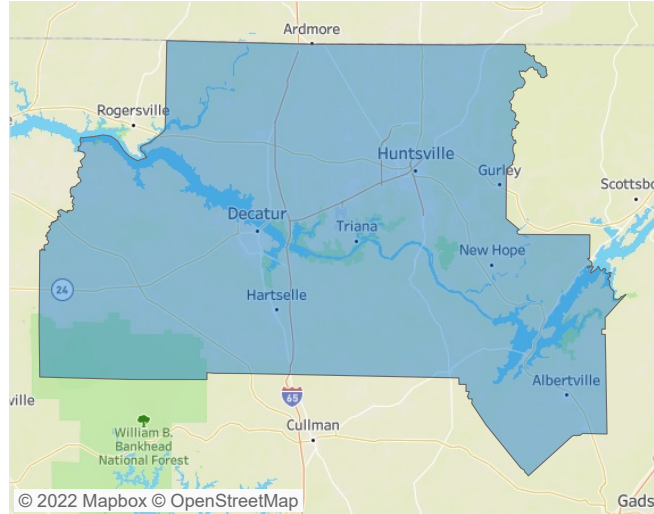 Ardmore
Rogersville
Huntsville
Gurley
Scottsbo
Decatur
Triana
New Hope
24
Hartselle
65
Albertville
ville
William B.
Bankhead
National Forest
Cullman
© 2022 Mapbox © OpenStreetMap
Gads